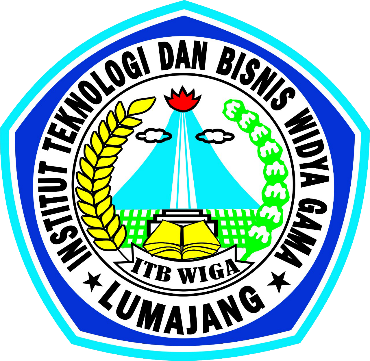 INSTITUT TEKNOLOGI DAN BISNIS WIDYA GAMA
ITB WIGA
LUMAJANG